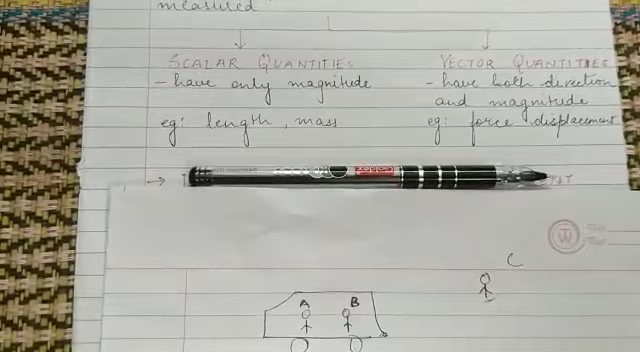 measured
SCALAR QUANTITIES
- have only magnitude
eg: length, mass
VECTOR QUANTITIES
- have both direction
and magnitude
eg: force displacement
A B
C